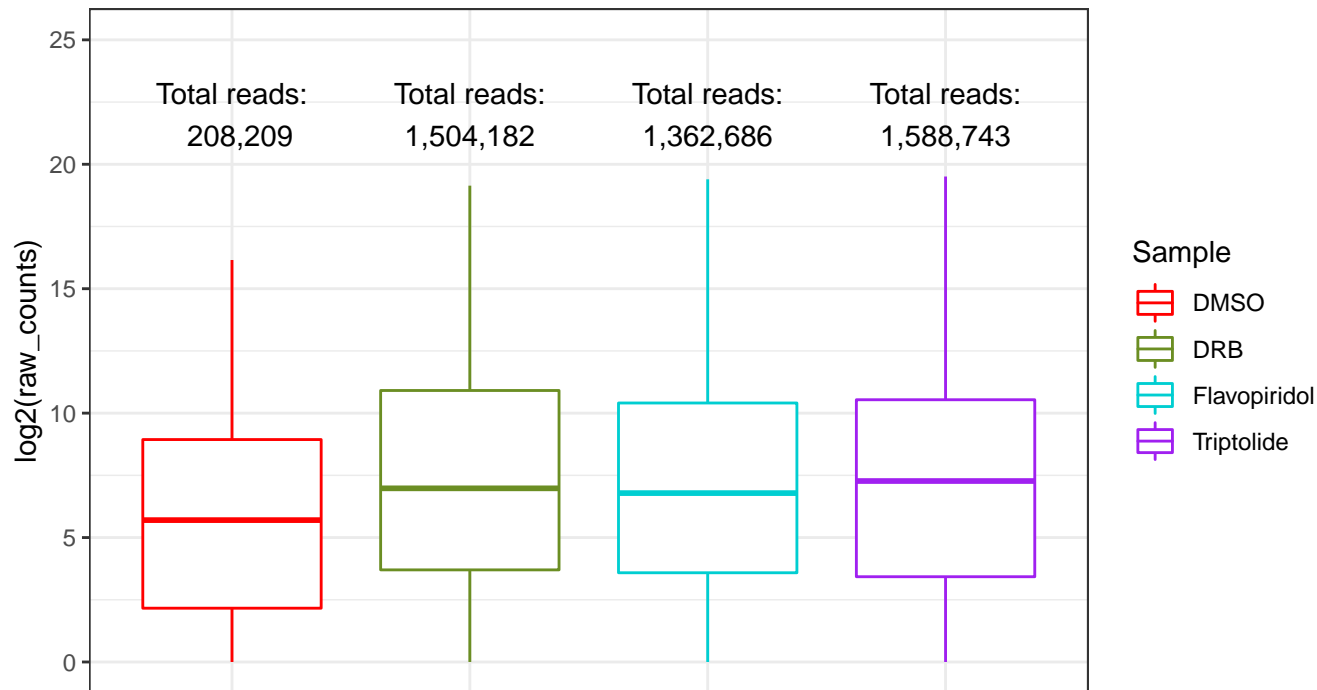 25
20
15
10
5
0
log2(raw_counts)
Total reads:
208,209
Total reads:
1,504,182
Total reads:
1,362,686
Total reads:
1,588,743
Sample
DMSO
DRB
Flavopiridol
Triptolide